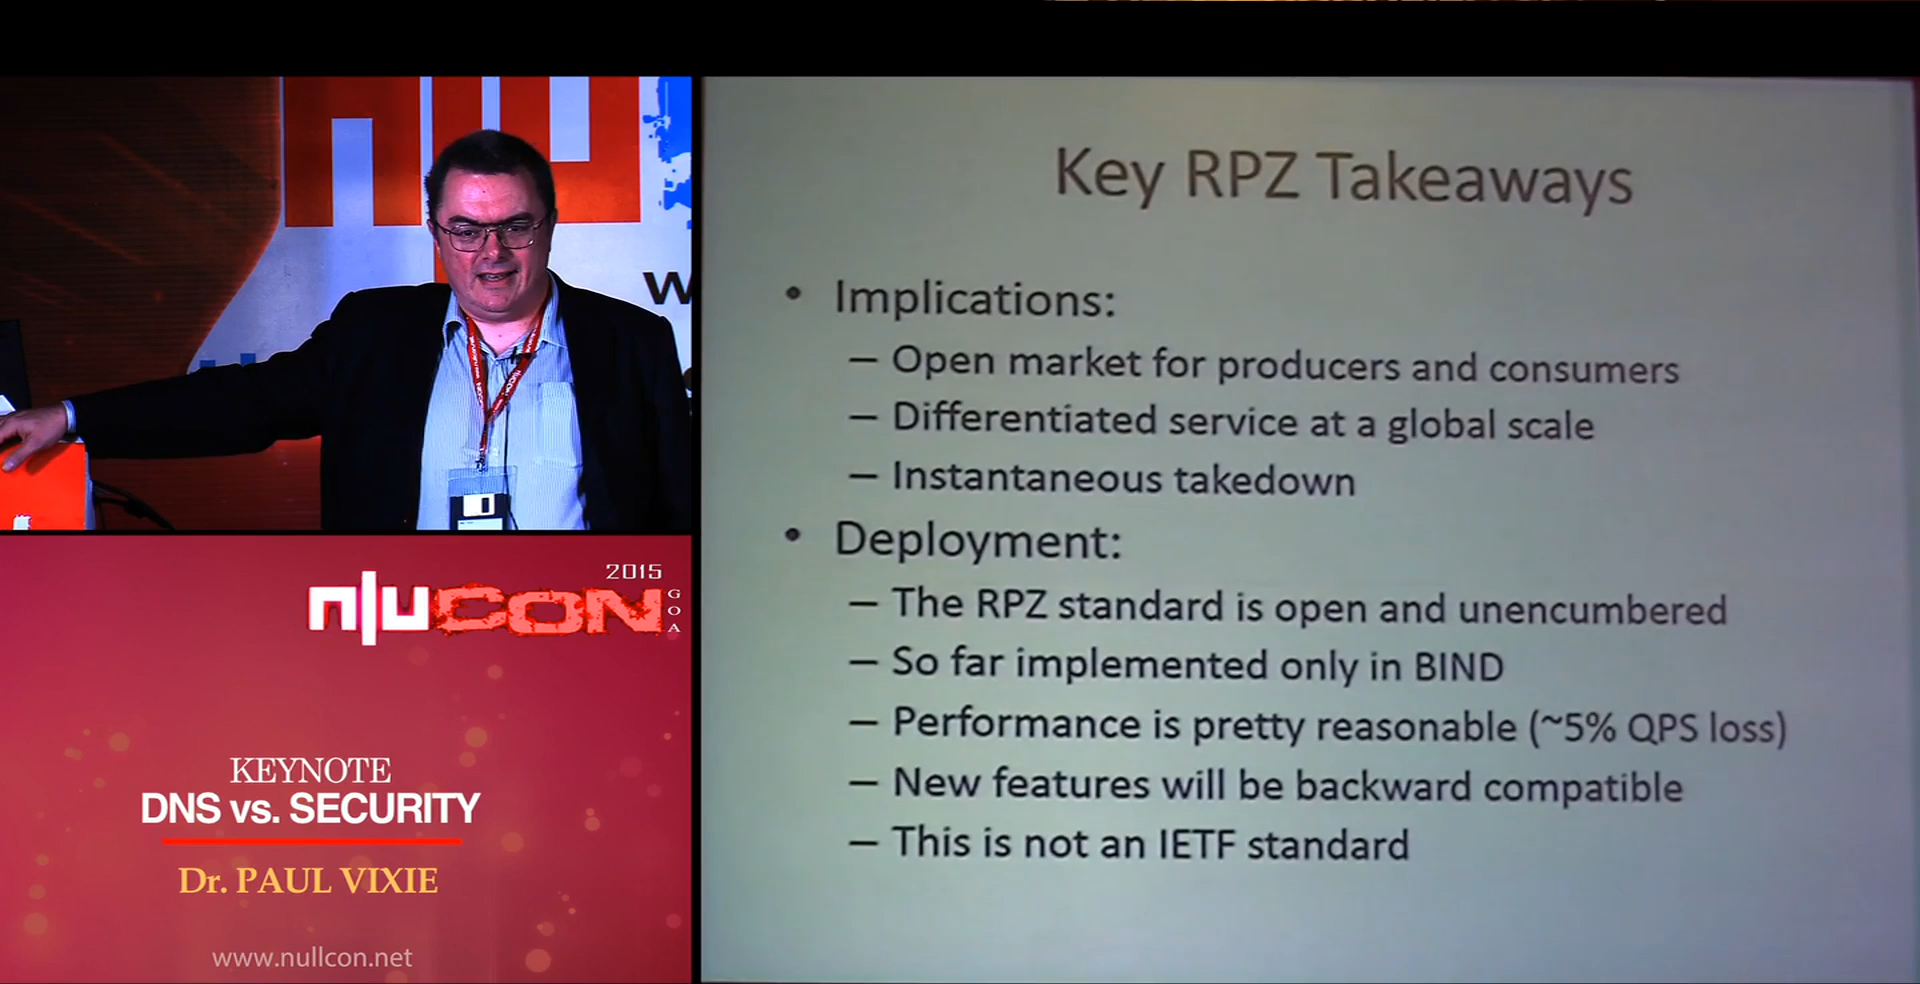 W
2015
n|u CON
GOA
KEYNOTE
DNS vs. SECURITY
Dr. PAUL VIXIE
www.nullcon.net
Key RPZ Takeaways
• Implications:
– Open market for producers and consumers
– Differentiated service at a global scale
– Instantaneous takedown
• Deployment:
– The RPZ standard is open and unencumbered
– So far implemented only in BIND
– Performance is pretty reasonable (~5% QPS loss)
– New features will be backward compatible
– This is not an IETF standard